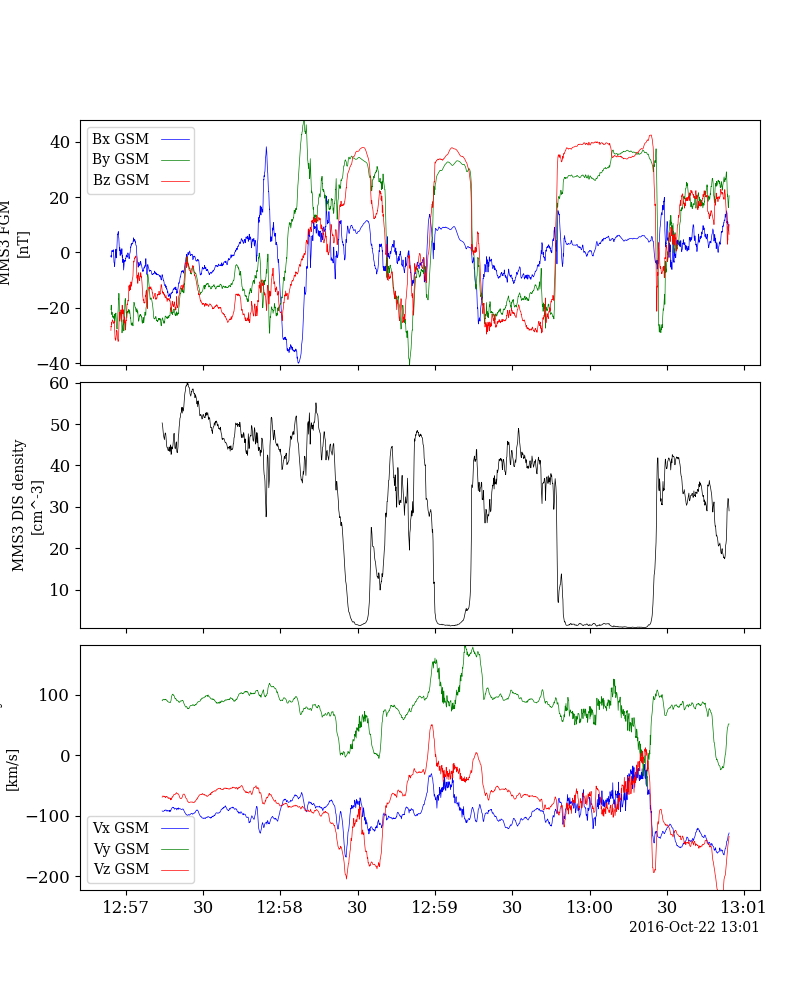 MMS3 FGM
[nT]
40
20
0
−20
−40
Bx GSM
By GSM
Bz GSM
MMS3 DIS density
[cm^-3]
60
50
40
30
20
10
[km/s]
100
0
−100
−200
Vx GSM
Vy GSM
Vz GSM
12:57 30 12:58 30 12:59 30 13:00 30 13:01
2016-Oct-22 13:01